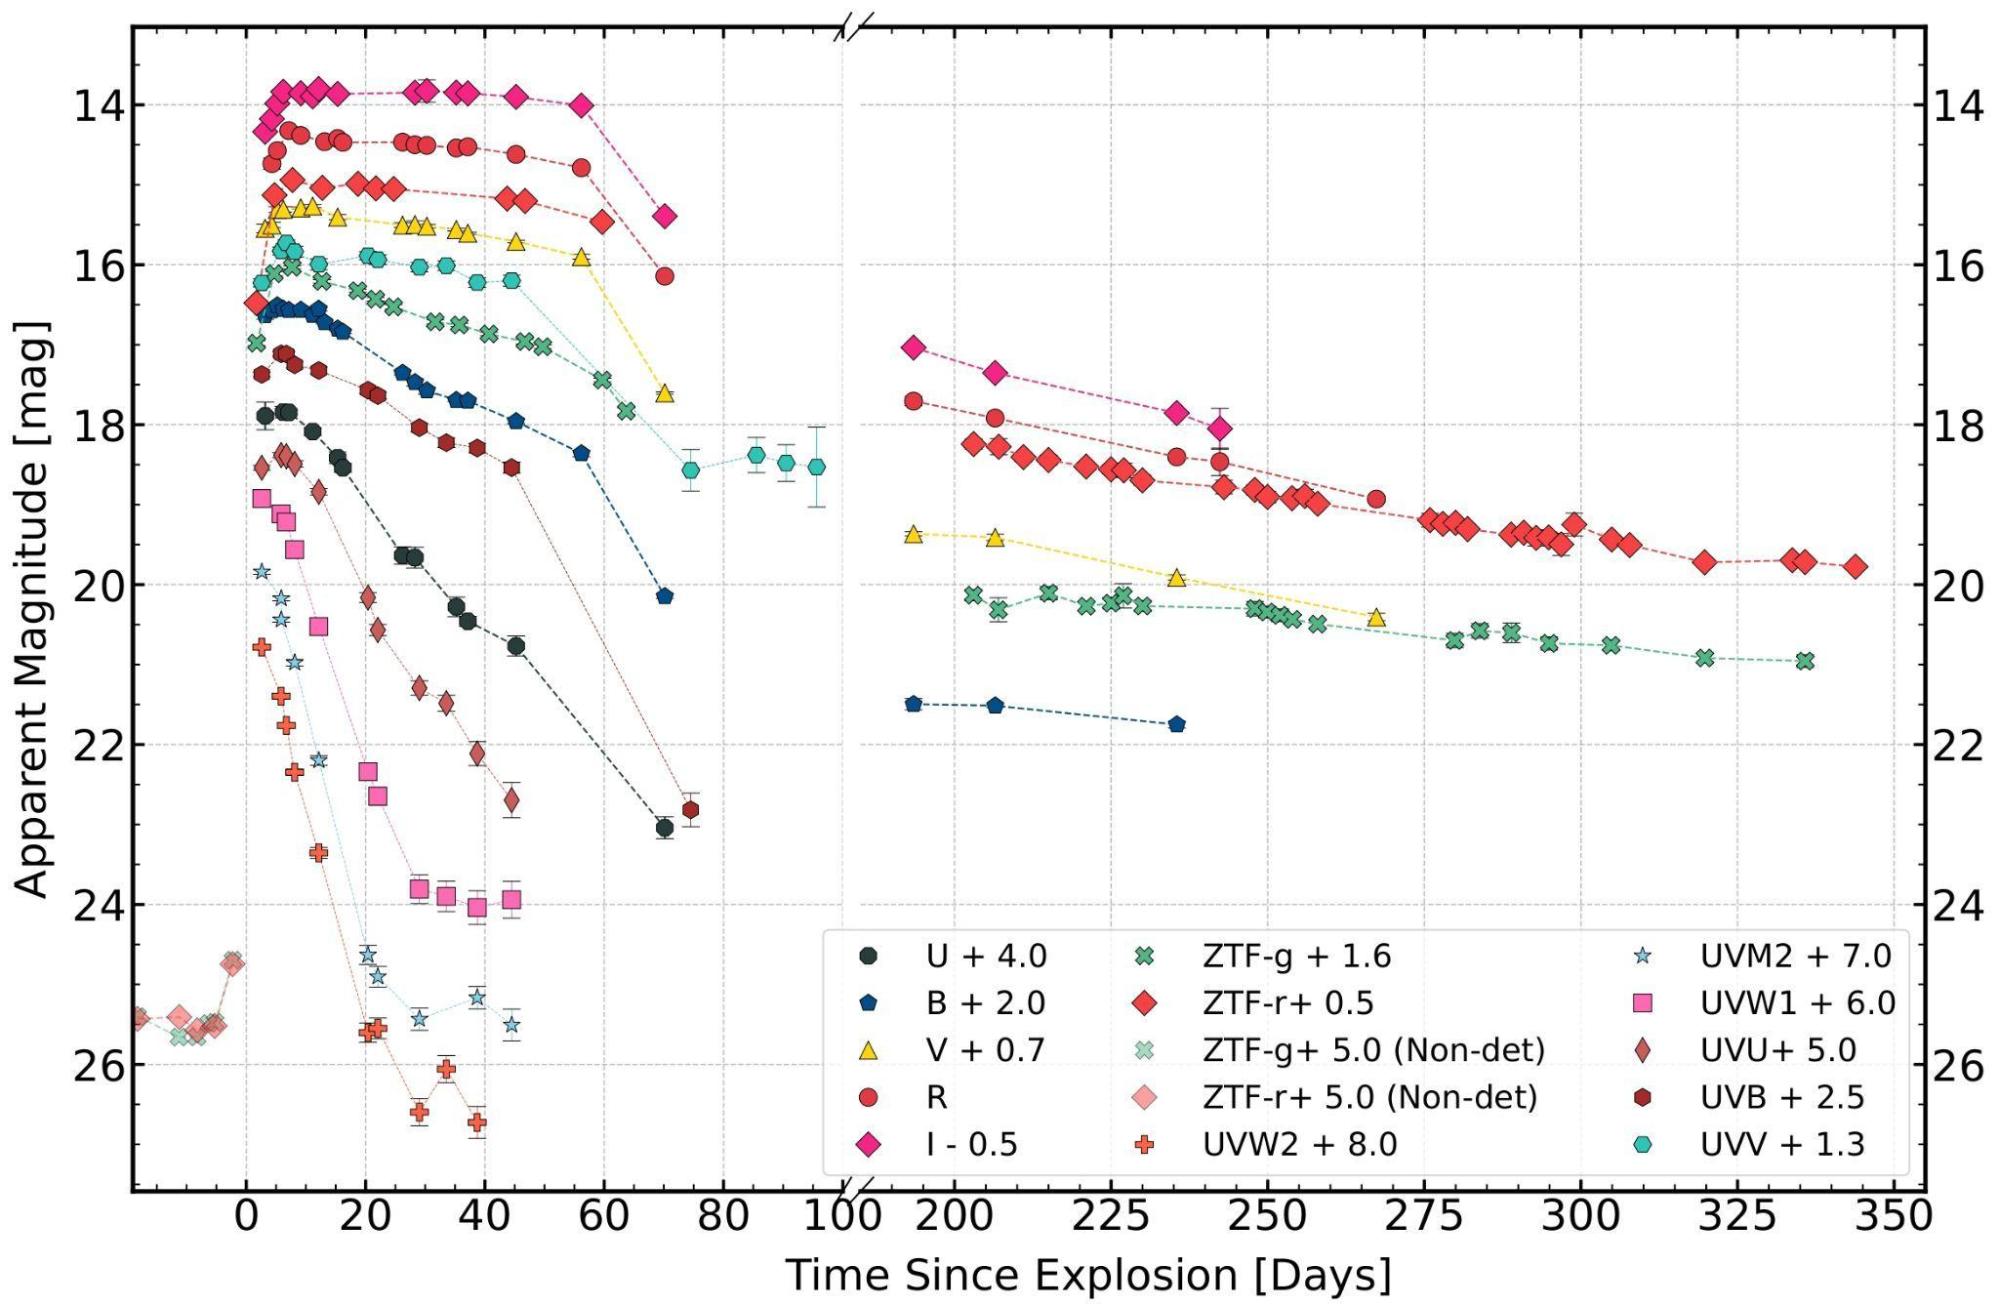 14 14
16 16
18 18
20 20
22 22
24 24
26 26
Apparent Magnitude [mag]
U + 4.0 ZTF-g + 1.6 UVM2 + 7.0
B + 2.0 ZTF-r+ 0.5 UVW1 + 6.0
V + 0.7 ZTF-g+ 5.0 (Non-det) UVU+ 5.0
R ZTF-r+ 5.0 (Non-det) UVB + 2.5
I - 0.5 UVW2 + 8.0 UVV + 1.3
0 20 40 60 80 100 200 225 250 275 300 325 350
Time Since Explosion [Days]